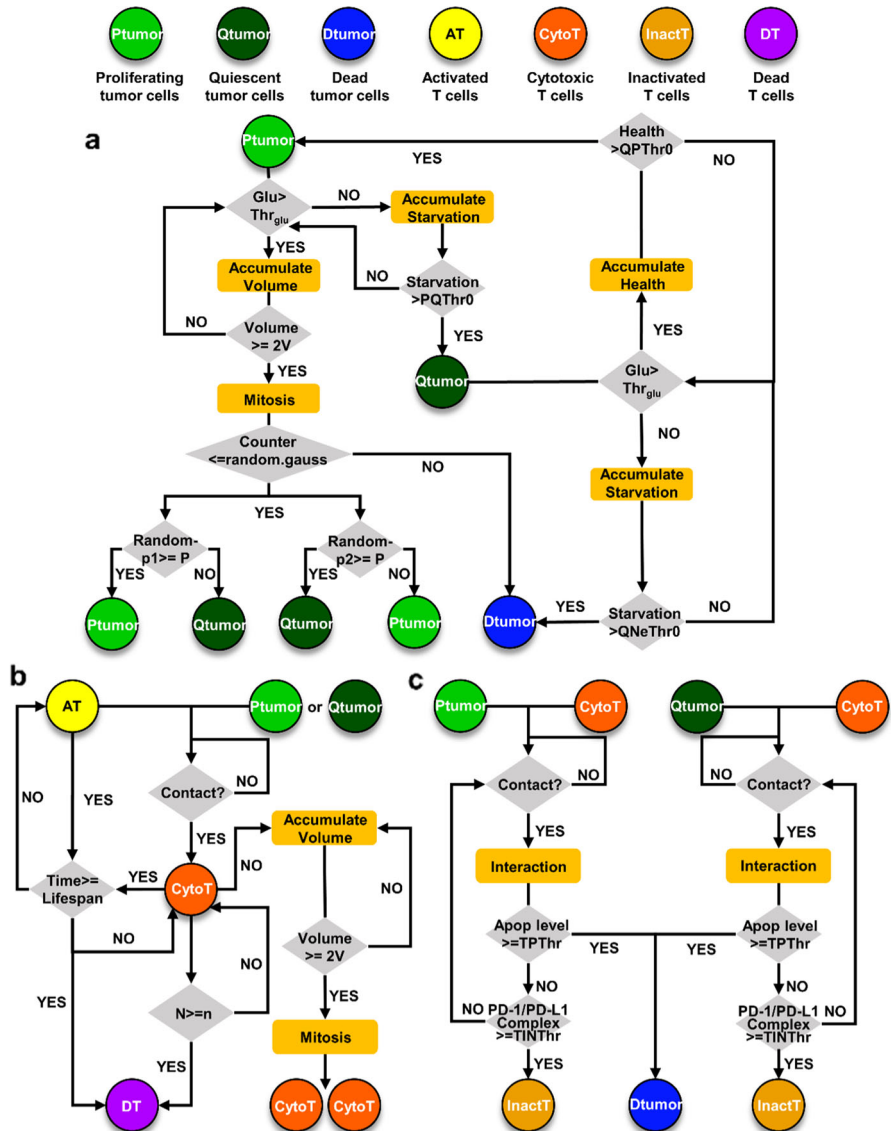 Ptumor Qtumor Dtumor AT CytoT InactT DT
Proliferating Quiescent Dead Activated Cytotoxic Inactivated Dead
tumor cells tumor cells tumor cells T cells T cells T cells T cells
a
Ptumor
Health
>QPThr0
YES
NO
Glu>
Thrglu
NO
Accumulate
Starvation
YES
Accumulate
Volume
NO
Starvation
>PQThr0
Accumulate
Health
NO
Volume
>= 2V
YES
YES
YES
Qtumor
Glu>
Thrglu
Mitosis
NO
Counter
<=random.gauss
NO
Accumulate
Starvation
YES
Random-
p1>= P
Random-
p2>= P
YES
NO
YES
NO
Ptumor
Qtumor
Qtumor
Ptumor
Dtumor
YES
Starvation
>QNeThr0
NO
b
AT
Ptumor
or
Qtumor
NO
YES
Contact?
NO
YES
Accumulate
Volume
Time>=
Lifespan
YES
CytoT
NO
NO
NO
NO
Volume
>= 2V
YES
N>=n
YES
YES
Mitosis
DT
CytoT
CytoT
c
Ptumor
CytoT
Qtumor
CytoT
Contact?
NO
NO
Contact?
YES
YES
Interaction
Interaction
Apop level
>=TPThr
YES
YES
Apop level
>=TPThr
NO
NO
NO
PD-1/PD-L1
Complex
>=TINThr
PD-1/PD-L1
Complex
>=TINThr
NO
YES
YES
InactT
Dtumor
InactT